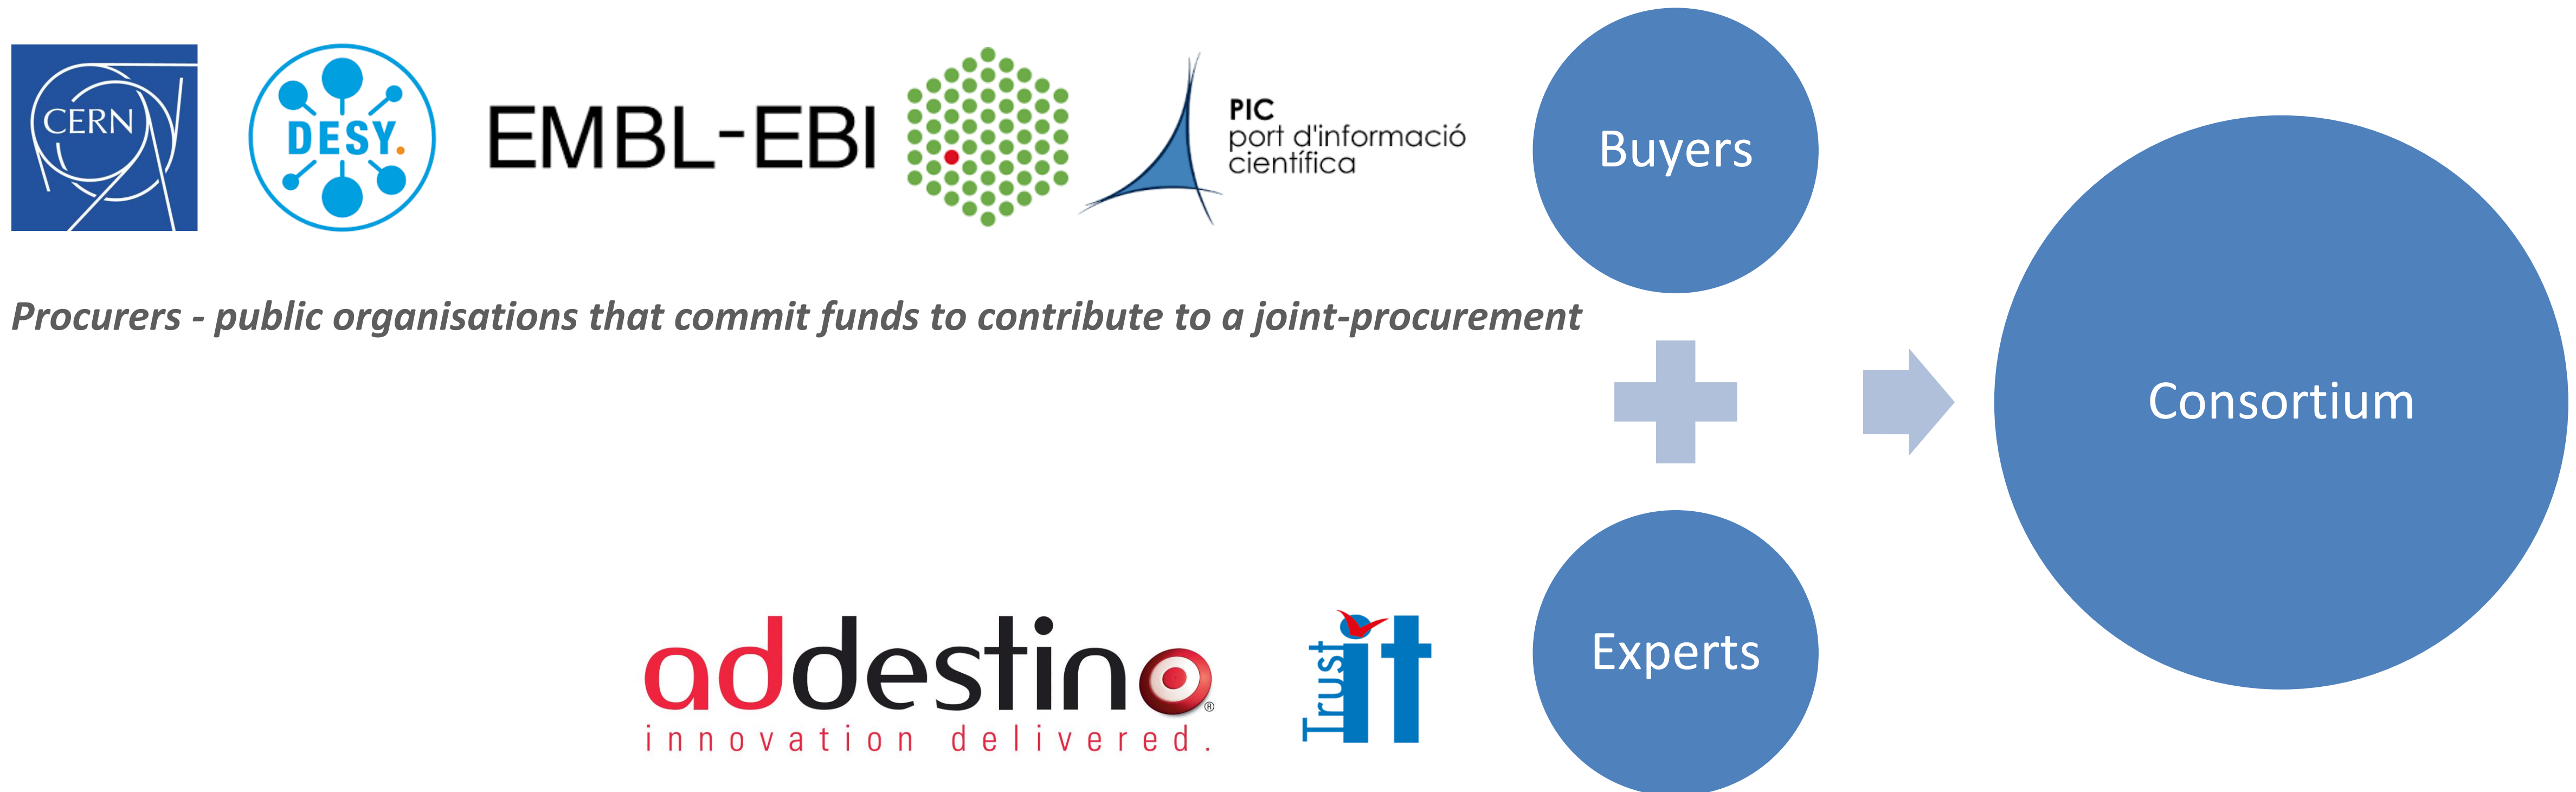 CERN
DESY.
EMBL-EBI
PIC
port d'informació
científica
Buyers
Procurers - public organisations that commit funds to contribute to a joint-procurement
Consortium
addestino®
innovation delivered.
Trust
it
Experts